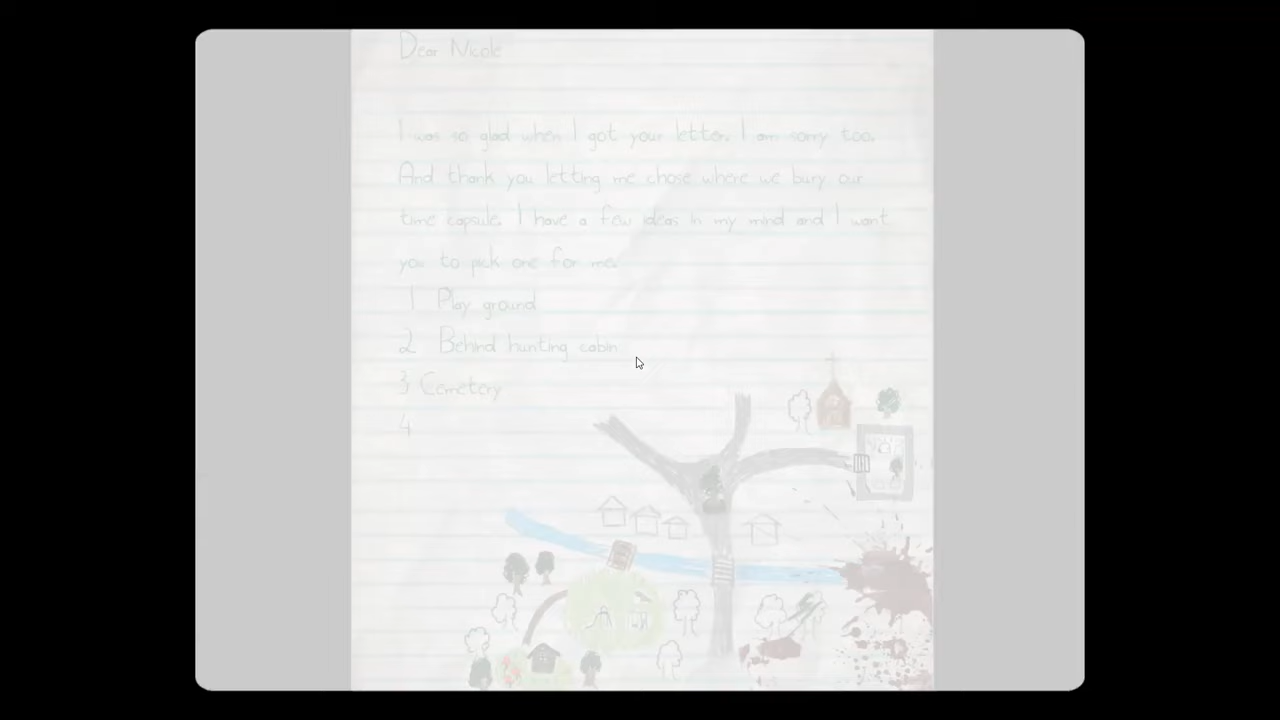 Dear Nicole
I was so glad when I got your letter. I am sorry too.
And thank you letting me chose where we bury our
time capsule. I have a few ideas in my mind and I want
you to pick one for me.
1 Play ground
2 Behind hunting cabin
3 Cemetery
4